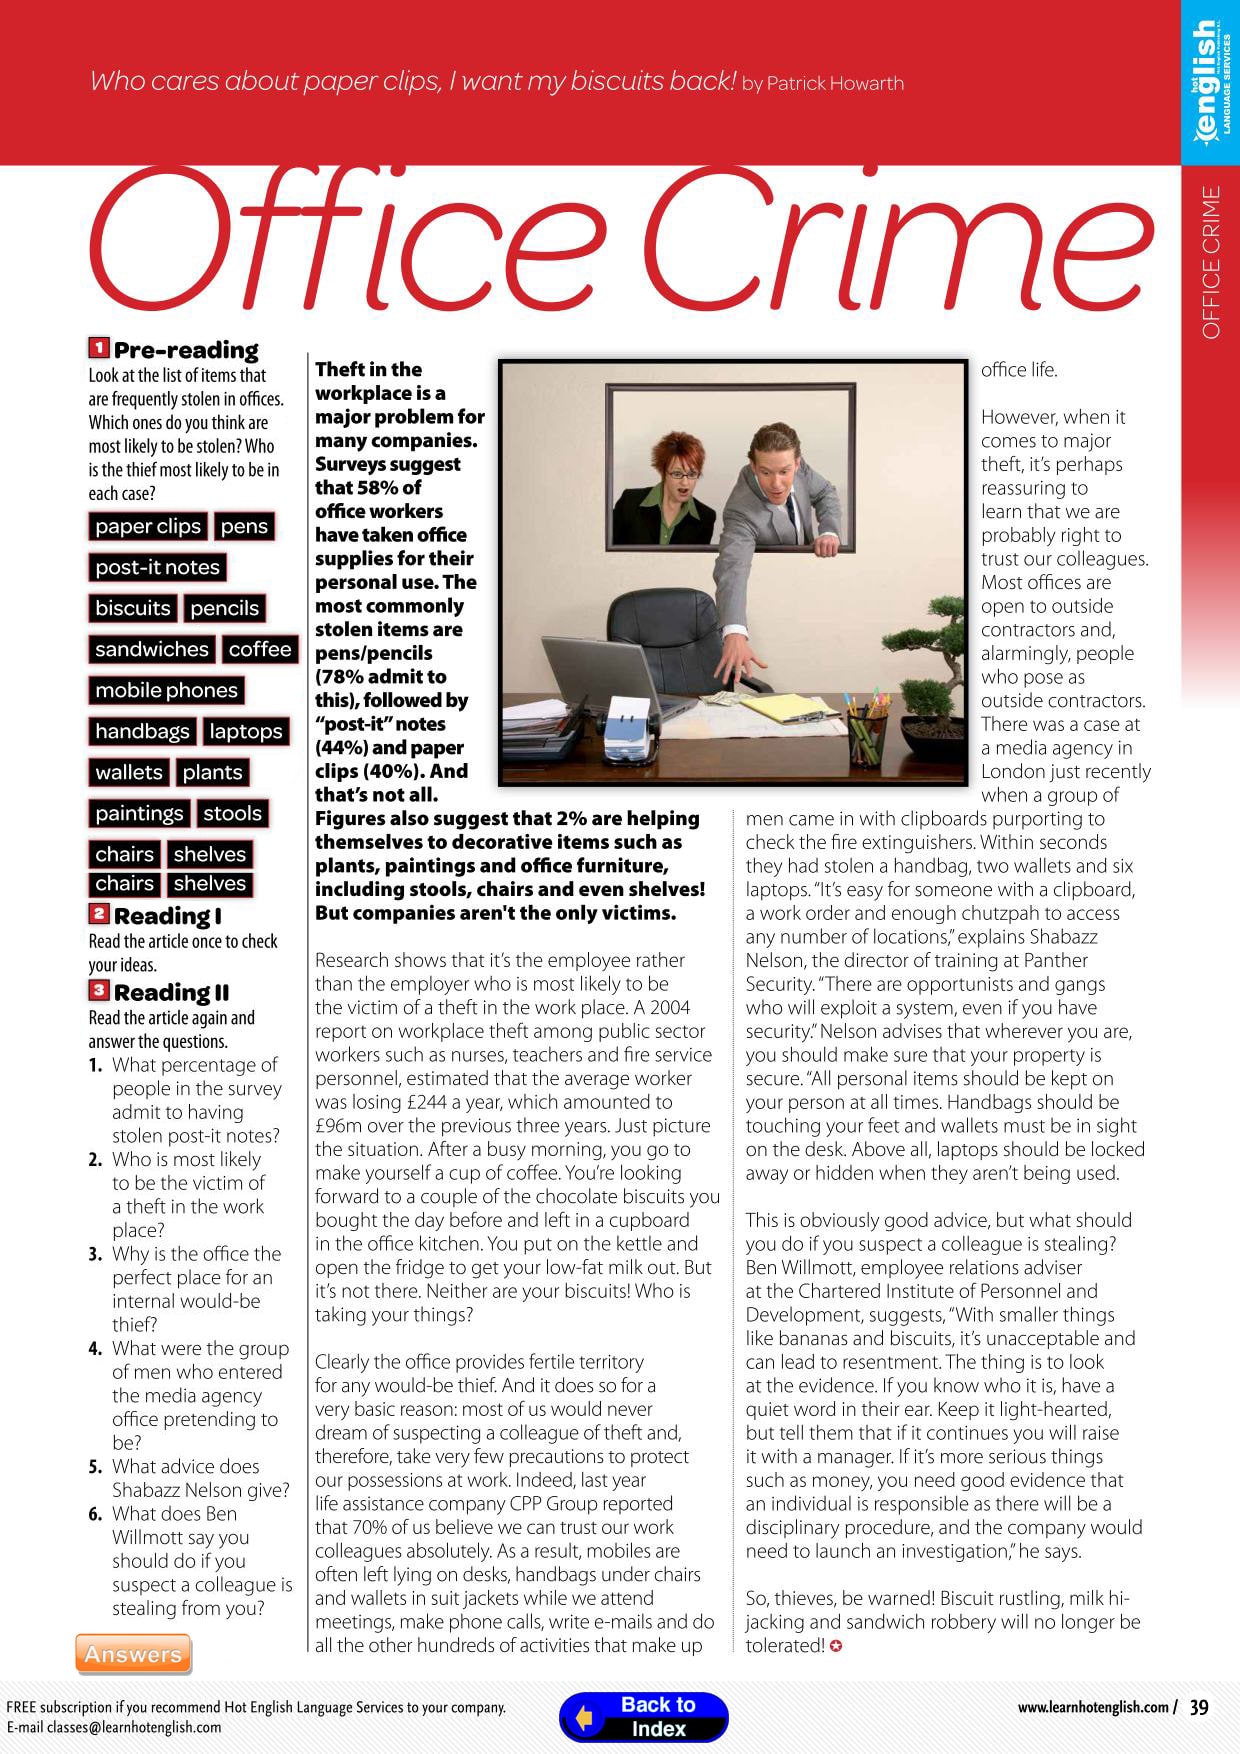 Who cares about paper clips, I want my biscuits back! by Patrick Howarth
hot
english
LANGUAGE SERVICES
OFFICE CRIME
Office Crime
1 Pre-reading
Look at the list of items that
are frequently stolen in offices.
Which ones do you think are
most likely to be stolen? Who
is the thief most likely to be in
each case?
paper clips pens
post-it notes
biscuits pencils
sandwiches coffee
mobile phones
handbags laptops
wallets plants
paintings stools
chairs shelves
chairs shelves
2 Reading I
Read the article once to check
your ideas.
3 Reading II
Read the article again and
answer the questions.
1. What percentage of
people in the survey
admit to having
stolen post-it notes?
2. Who is most likely
to be the victim of
a theft in the work
place?
3. Why is the office the
perfect place for an
internal would-be
thief?
4. What were the group
of men who entered
the media agency
office pretending to
be?
5. What advice does
Shabazz Nelson give?
6. What does Ben
Willmott say you
should do if you
suspect a colleague is
stealing from you?
Answers
Theft in the
workplace is a
major problem for
many companies.
Surveys suggest
that 58% of
office workers
have taken office
supplies for their
personal use. The
most commonly
stolen items are
pens/pencils
(78% admit to
this), followed by
“post-it” notes
(44%) and paper
clips (40%). And
that’s not all.
Figures also suggest that 2% are helping
themselves to decorative items such as
plants, paintings and office furniture,
including stools, chairs and even shelves!
But companies aren't the only victims.
Research shows that it’s the employee rather
than the employer who is most likely to be
the victim of a theft in the work place. A 2004
report on workplace theft among public sector
workers such as nurses, teachers and fire service
personnel, estimated that the average worker
was losing £244 a year, which amounted to
£96m over the previous three years. Just picture
the situation. After a busy morning, you go to
make yourself a cup of coffee. You’re looking
forward to a couple of the chocolate biscuits you
bought the day before and left in a cupboard
in the office kitchen. You put on the kettle and
open the fridge to get your low-fat milk out. But
it’s not there. Neither are your biscuits! Who is
taking your things?
Clearly the office provides fertile territory
for any would-be thief. And it does so for a
very basic reason: most of us would never
dream of suspecting a colleague of theft and,
therefore, take very few precautions to protect
our possessions at work. Indeed, last year
life assistance company CPP Group reported
that 70% of us believe we can trust our work
colleagues absolutely. As a result, mobiles are
often left lying on desks, handbags under chairs
and wallets in suit jackets while we attend
meetings, make phone calls, write e-mails and do
all the other hundreds of activities that make up
office life.
However, when it
comes to major
theft, it’s perhaps
reassuring to
learn that we are
probably right to
trust our colleagues.
Most offices are
open to outside
contractors and,
alarmingly, people
who pose as
outside contractors.
There was a case at
a media agency in
London just recently
when a group of
men came in with clipboards purporting to
check the fire extinguishers. Within seconds
they had stolen a handbag, two wallets and six
laptops. “It’s easy for someone with a clipboard,
a work order and enough chutzpah to access
any number of locations,” explains Shabazz
Nelson, the director of training at Panther
Security. “There are opportunists and gangs
who will exploit a system, even if you have
security.” Nelson advises that wherever you are,
you should make sure that your property is
secure. “All personal items should be kept on
your person at all times. Handbags should be
touching your feet and wallets must be in sight
on the desk. Above all, laptops should be locked
away or hidden when they aren’t being used.
This is obviously good advice, but what should
you do if you suspect a colleague is stealing?
Ben Willmott, employee relations adviser
at the Chartered Institute of Personnel and
Development, suggests, “With smaller things
like bananas and biscuits, it’s unacceptable and
can lead to resentment. The thing is to look
at the evidence. If you know who it is, have a
quiet word in their ear. Keep it light-hearted,
but tell them that if it continues you will raise
it with a manager. If it’s more serious things
such as money, you need good evidence that
an individual is responsible as there will be a
disciplinary procedure, and the company would
need to launch an investigation,” he says.
So, thieves, be warned! Biscuit rustling, milk hi-
jacking and sandwich robbery will no longer be
tolerated!
FREE subscription if you recommend Hot English Language Services to your company.
E-mail classes@learnhotenglish.com
Back to
Index
www.learnhotenglish.com / 39